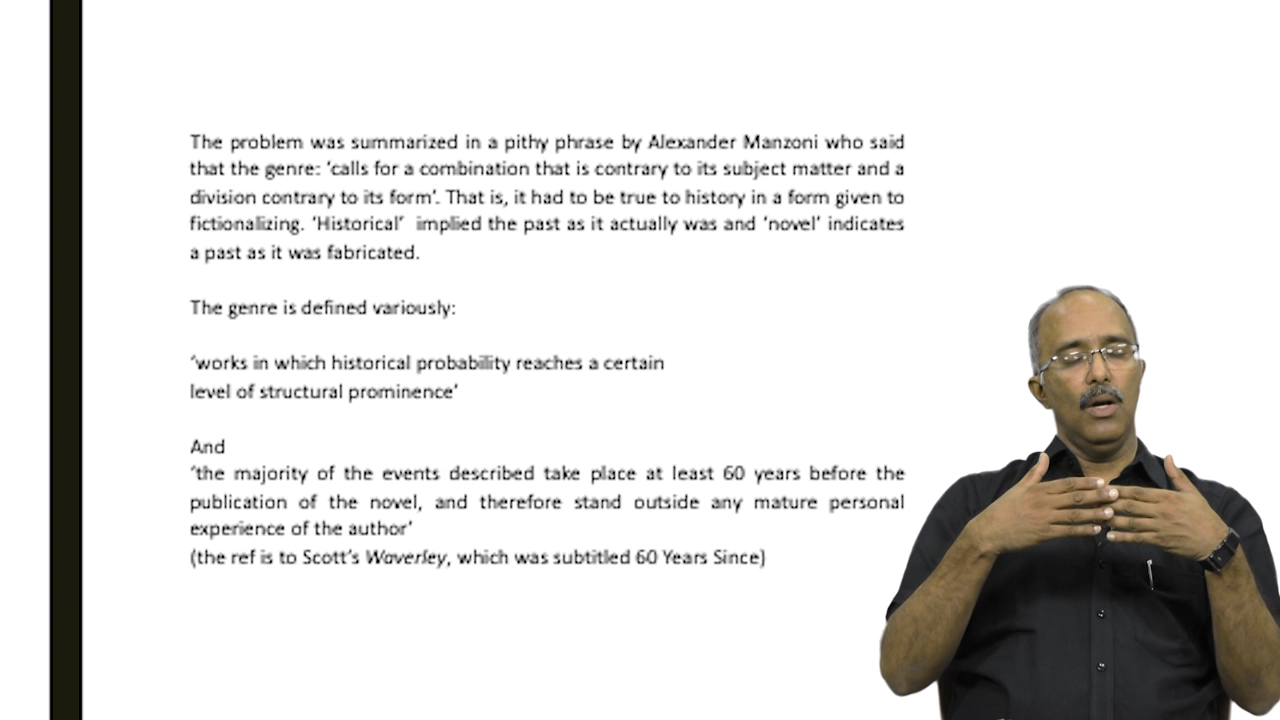 The problem was summarized in a pithy phrase by Alexander Manzoni who said
that the genre: ‘calls for a combination that is contrary to its subject matter and a
division contrary to its form’. That is, it had to be true to history in a form given to
fictionalizing. ‘Historical’ implied the past as it actually was and ‘novel’ indicates
a past as it was fabricated.
The genre is defined variously:
‘works in which historical probability reaches a certain
level of structural prominence’
And
‘the majority of the events described take place at least 60 years before the
publication of the novel, and therefore stand outside any mature personal
experience of the author’
(the ref is to Scott’s Waverley, which was subtitled 60 Years Since)